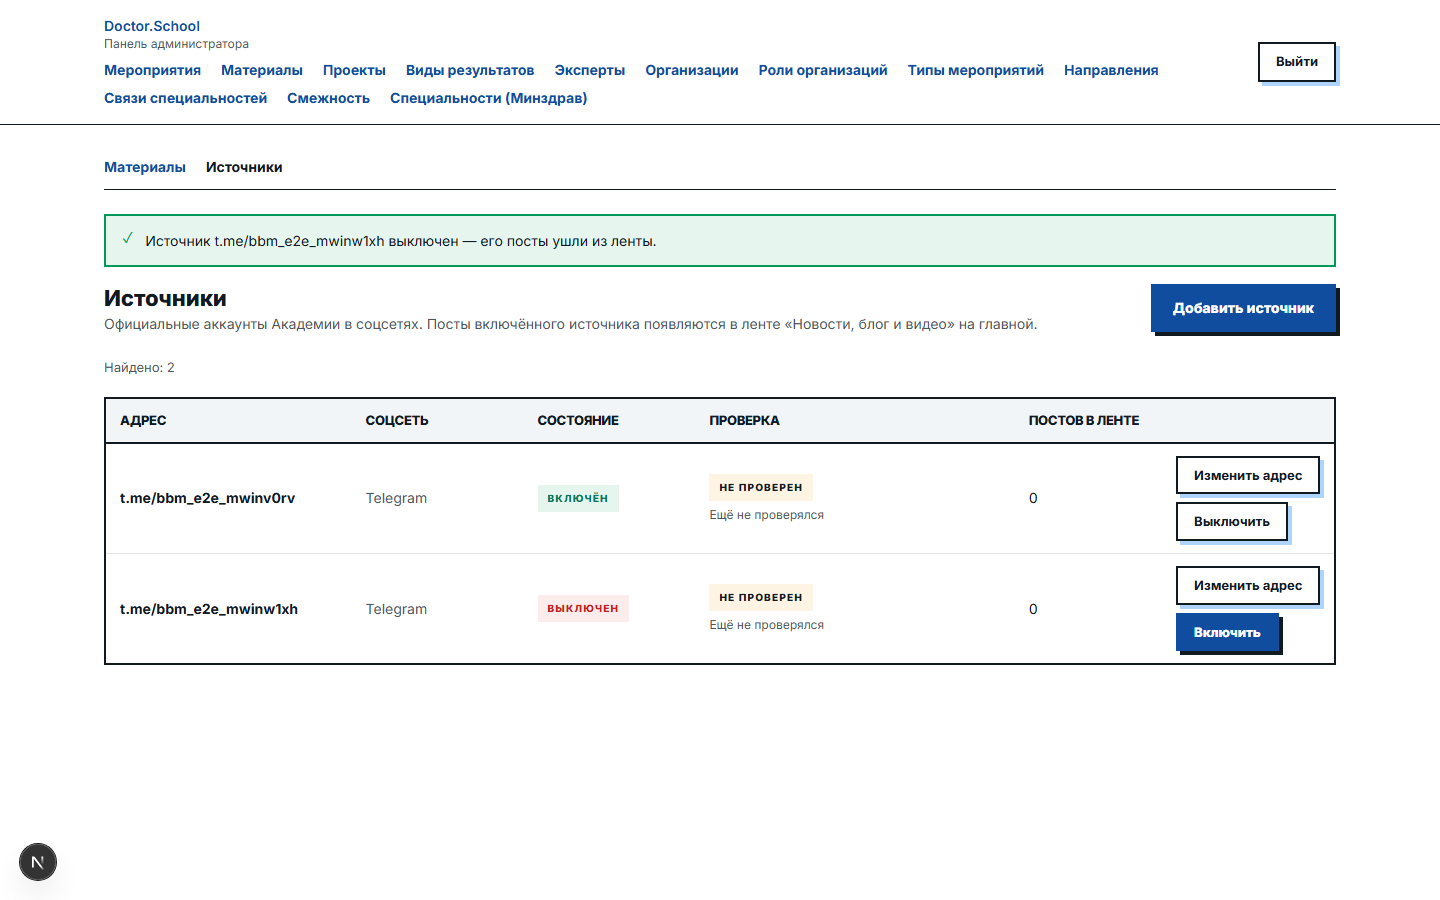 Doctor.School
Панель администратора
Мероприятия Материалы Проекты Виды результатов Эксперты Организации Роли организаций Типы мероприятий Направления
Связи специальностей Смежность Специальности (Минздрав)
Выйти
Материалы Источники
✓ Источник t.me/bbm_e2e_mwinw1xh выключен — его посты ушли из ленты.
Источники
Официальные аккаунты Академии в соцсетях. Посты включённого источника появляются в ленте «Новости, блог и видео» на главной.
Добавить источник
Найдено: 2
АДРЕС СОЦСЕТЬ СОСТОЯНИЕ ПРОВЕРКА ПОСТОВ В ЛЕНТЕ
t.me/bbm_e2e_mwinv0rv Telegram ВКЛЮЧЁН НЕ ПРОВЕРЕН 0 Изменить адрес
Ещё не проверялся Выключить
t.me/bbm_e2e_mwinw1xh Telegram ВЫКЛЮЧЕН НЕ ПРОВЕРЕН 0 Изменить адрес
Ещё не проверялся Включить
N